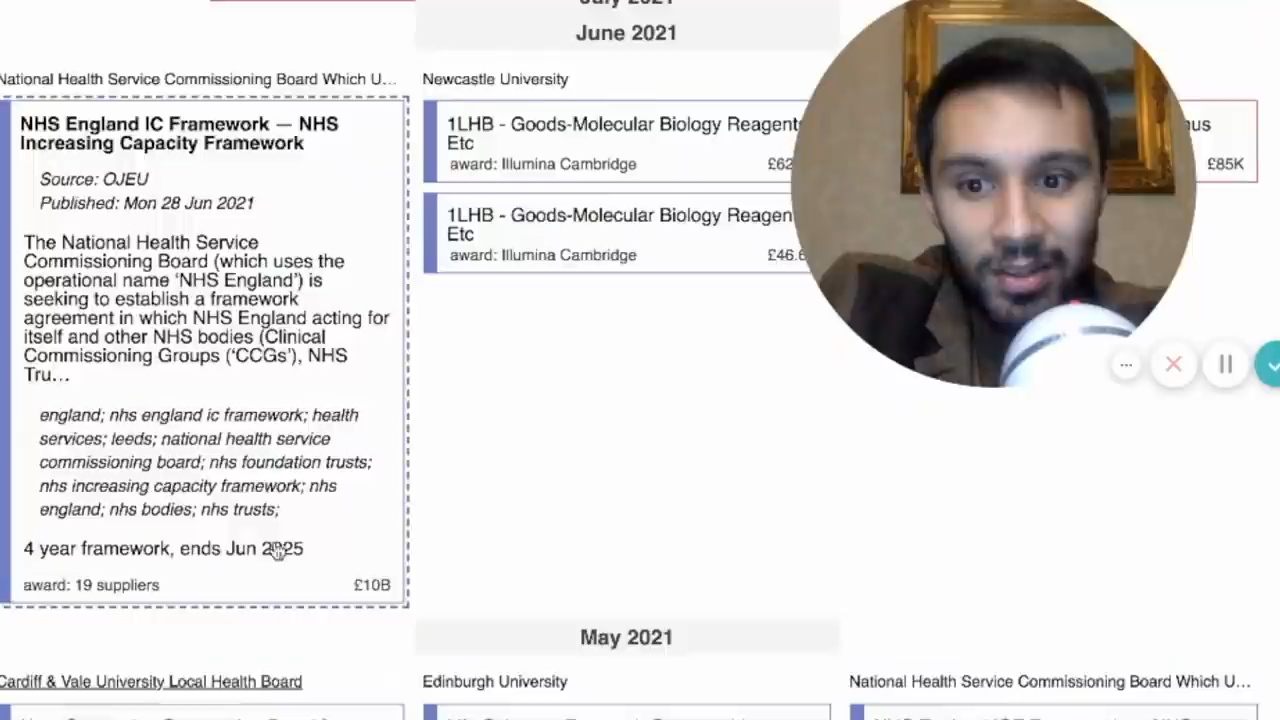 July 2021
June 2021
National Health Service Commissioning Board Which U...
Newcastle University
NHS England IC Framework — NHS
Increasing Capacity Framework
Source: OJEU
Published: Mon 28 Jun 2021
The National Health Service
Commissioning Board (which uses the
operational name ‘NHS England’) is
seeking to establish a framework
agreement in which NHS England acting for
itself and other NHS bodies (Clinical
Commissioning Groups (‘CCGs’), NHS
Tru...
england; nhs england ic framework; health
services; leeds; national health service
commissioning board; nhs foundation trusts;
nhs increasing capacity framework; nhs
england; nhs bodies; nhs trusts;
4 year framework, ends Jun 2025
award: 19 suppliers £10B
1LHB - Goods-Molecular Biology Reagents
Etc
award: Illumina Cambridge
1LHB - Goods-Molecular Biology Reagen
Etc
award: Illumina Cambridge
£85K
May 2021
Cardiff & Vale University Local Health Board
Edinburgh University
National Health Service Commissioning Board Which U...